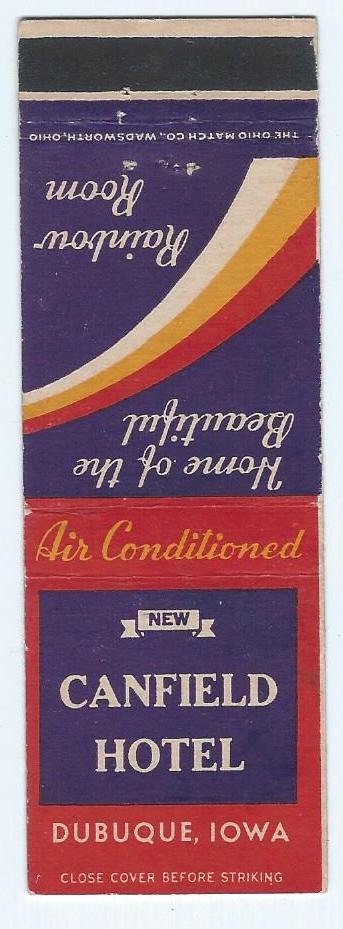 THE OHIO MATCH CO., WADSWORTH, OHIO
Home of the
Beautiful
Rainbow
Room
Air Conditioned
NEW
CANFIELD
HOTEL
DUBUQUE, IOWA
CLOSE COVER BEFORE STRIKING